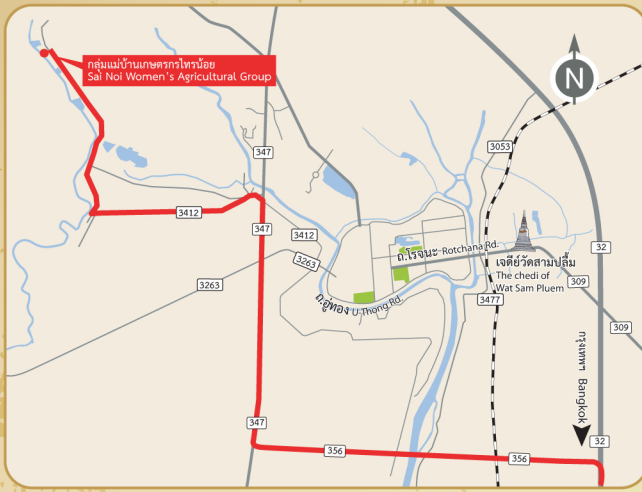 กลุ่มแม่บ้านเกษตรกรไทรน้อย
Sai Noi Women's Agricultural Group
N
347
3053
3412
347
3412
32
ถ.โรจนะ Rotchana Rd.
3263
3263
เจดีย์วัดสามปลื้ม
The chedi of
Wat Sam Pluem
309
ถ.อู่ทอง U-Thong Rd.
3477
309
กรุงเทพฯ Bangkok
347
32
356
356